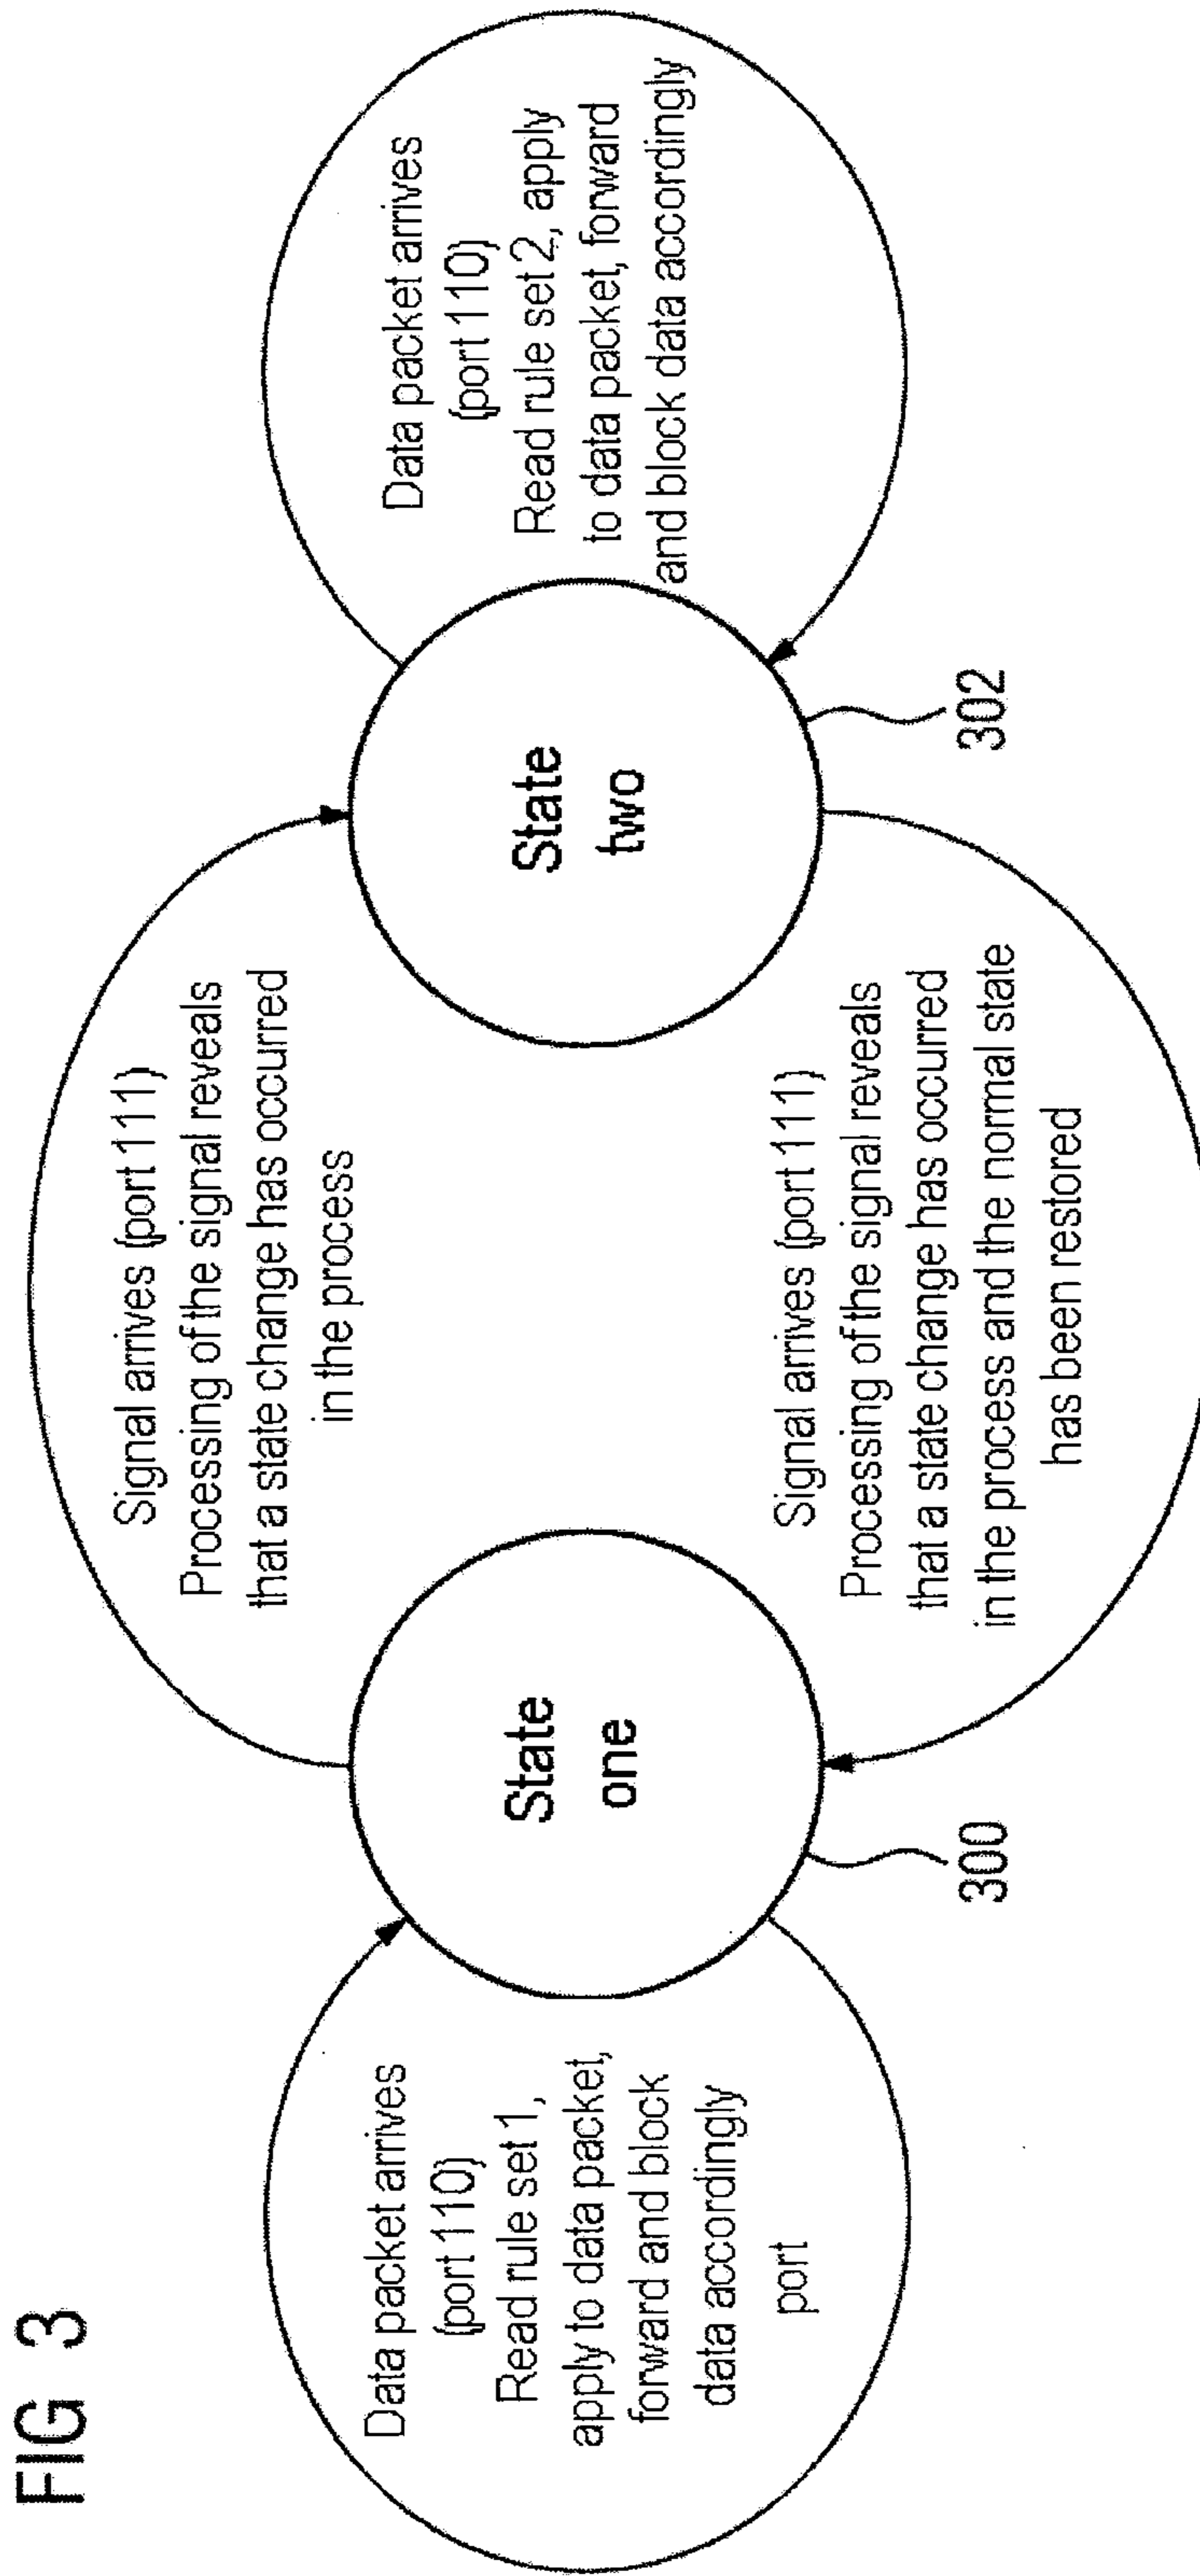 FIG 3
Data packet arrives
(port 110)
Read rule set 1,
apply to data packet,
forward and block
data accordingly
port
State
one
300
Signal arrives (port 111)
Processing of the signal reveals
that a state change has occurred
in the process
Signal arrives (port 111)
Processing of the signal reveals
that a state change has occurred
in the process and the normal state
has been restored
State
two
302
Data packet arrives
(port 110)
Read rule set 2, apply
to data packet, forward
and block data accordingly